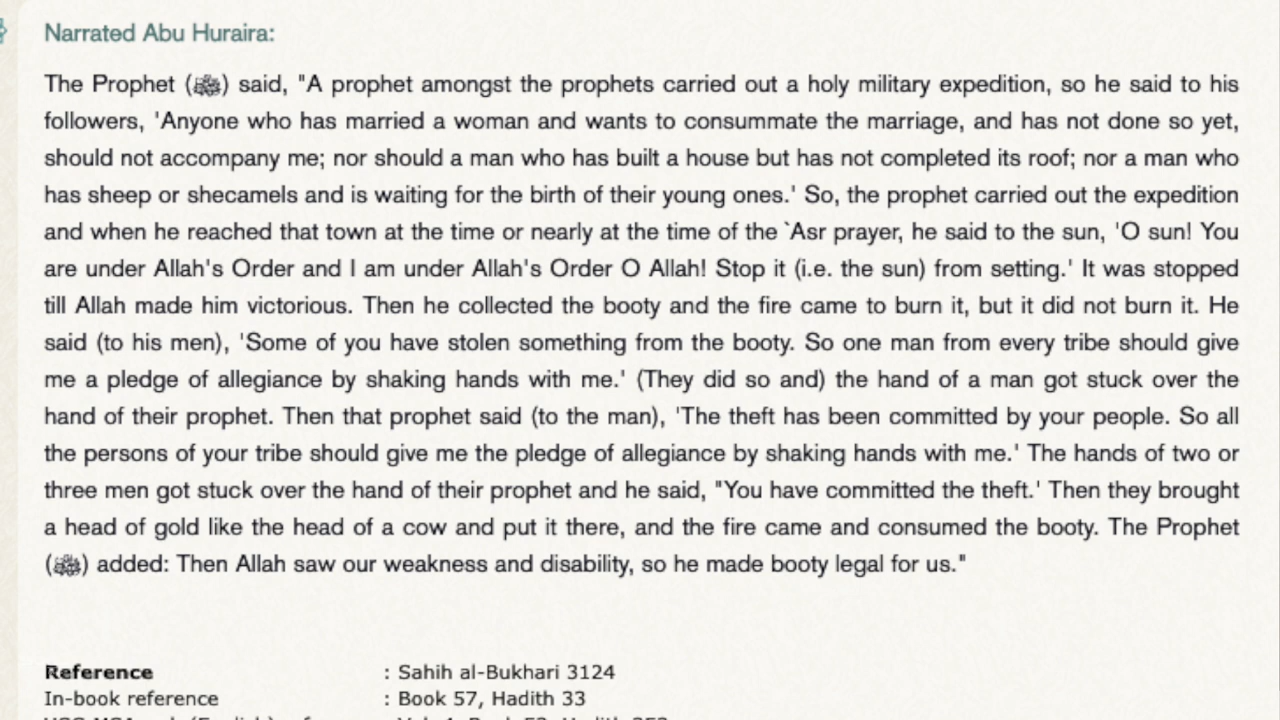 Narrated Abu Huraira:
The Prophet (ﷺ) said, "A prophet amongst the prophets carried out a holy military expedition, so he said to his
followers, 'Anyone who has married a woman and wants to consummate the marriage, and has not done so yet,
should not accompany me; nor should a man who has built a house but has not completed its roof; nor a man who
has sheep or shecamels and is waiting for the birth of their young ones.' So, the prophet carried out the expedition
and when he reached that town at the time or nearly at the time of the `Asr prayer, he said to the sun, 'O sun! You
are under Allah's Order and I am under Allah's Order O Allah! Stop it (i.e. the sun) from setting.' It was stopped
till Allah made him victorious. Then he collected the booty and the fire came to burn it, but it did not burn it. He
said (to his men), 'Some of you have stolen something from the booty. So one man from every tribe should give
me a pledge of allegiance by shaking hands with me.' (They did so and) the hand of a man got stuck over the
hand of their prophet. Then that prophet said (to the man), 'The theft has been committed by your people. So all
the persons of your tribe should give me the pledge of allegiance by shaking hands with me.' The hands of two or
three men got stuck over the hand of their prophet and he said, "You have committed the theft.' Then they brought
a head of gold like the head of a cow and put it there, and the fire came and consumed the booty. The Prophet
(ﷺ) added: Then Allah saw our weakness and disability, so he made booty legal for us."
Reference : Sahih al-Bukhari 3124
In-book reference : Book 57, Hadith 33